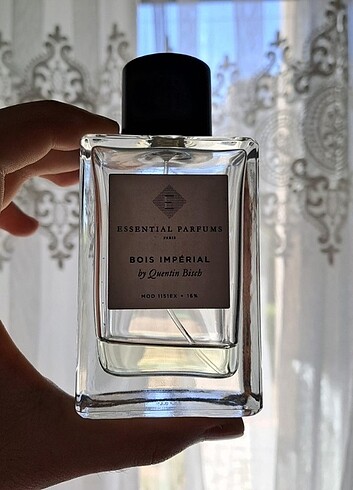 E
ESSENTIAL PARFUMS
PARIS
BOIS IMPÉRIAL
by Quentin Bisch